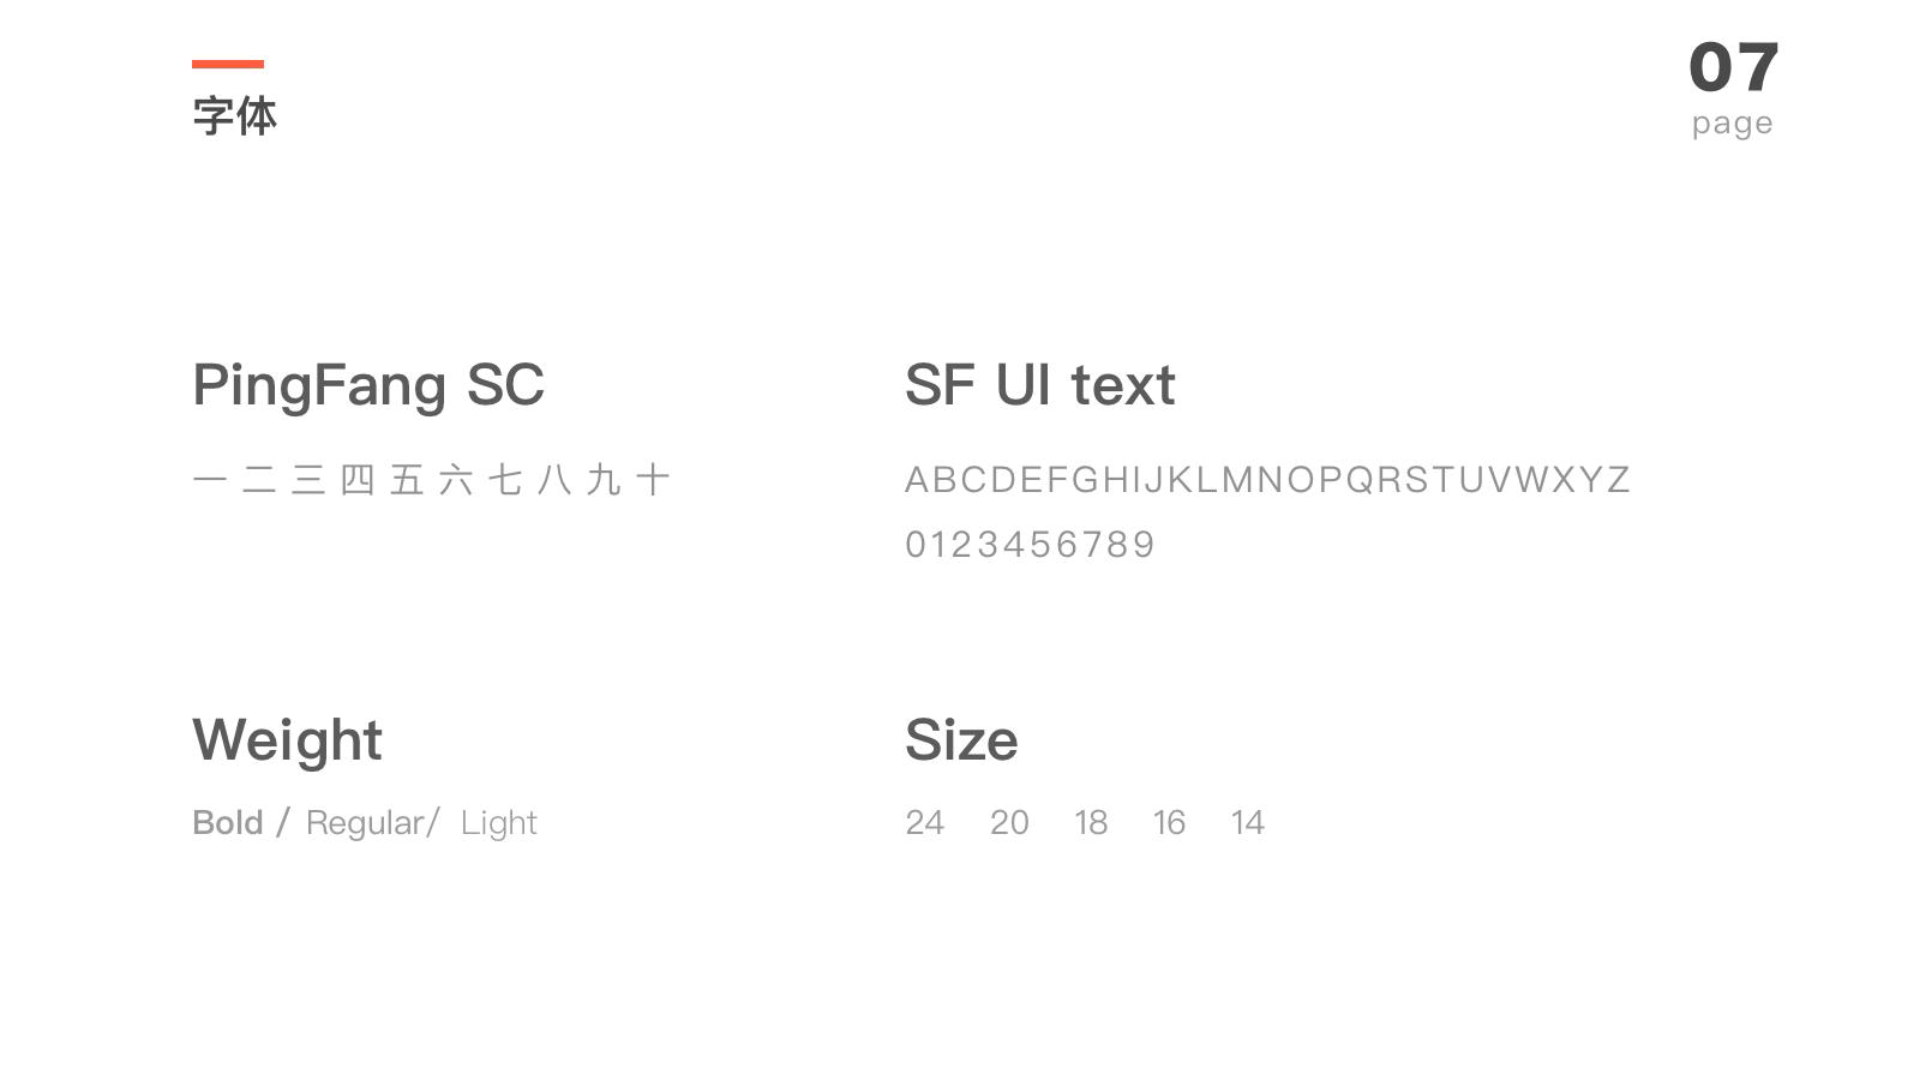 字体
07
page
PingFang SC
一 二 三 四 五 六 七 八 九 十
SF UI text
ABCDEFGHIJKLMNOPQRSTUVWXYZ
0123456789
Weight
Bold / Regular/ Light
Size
24 20 18 16 14